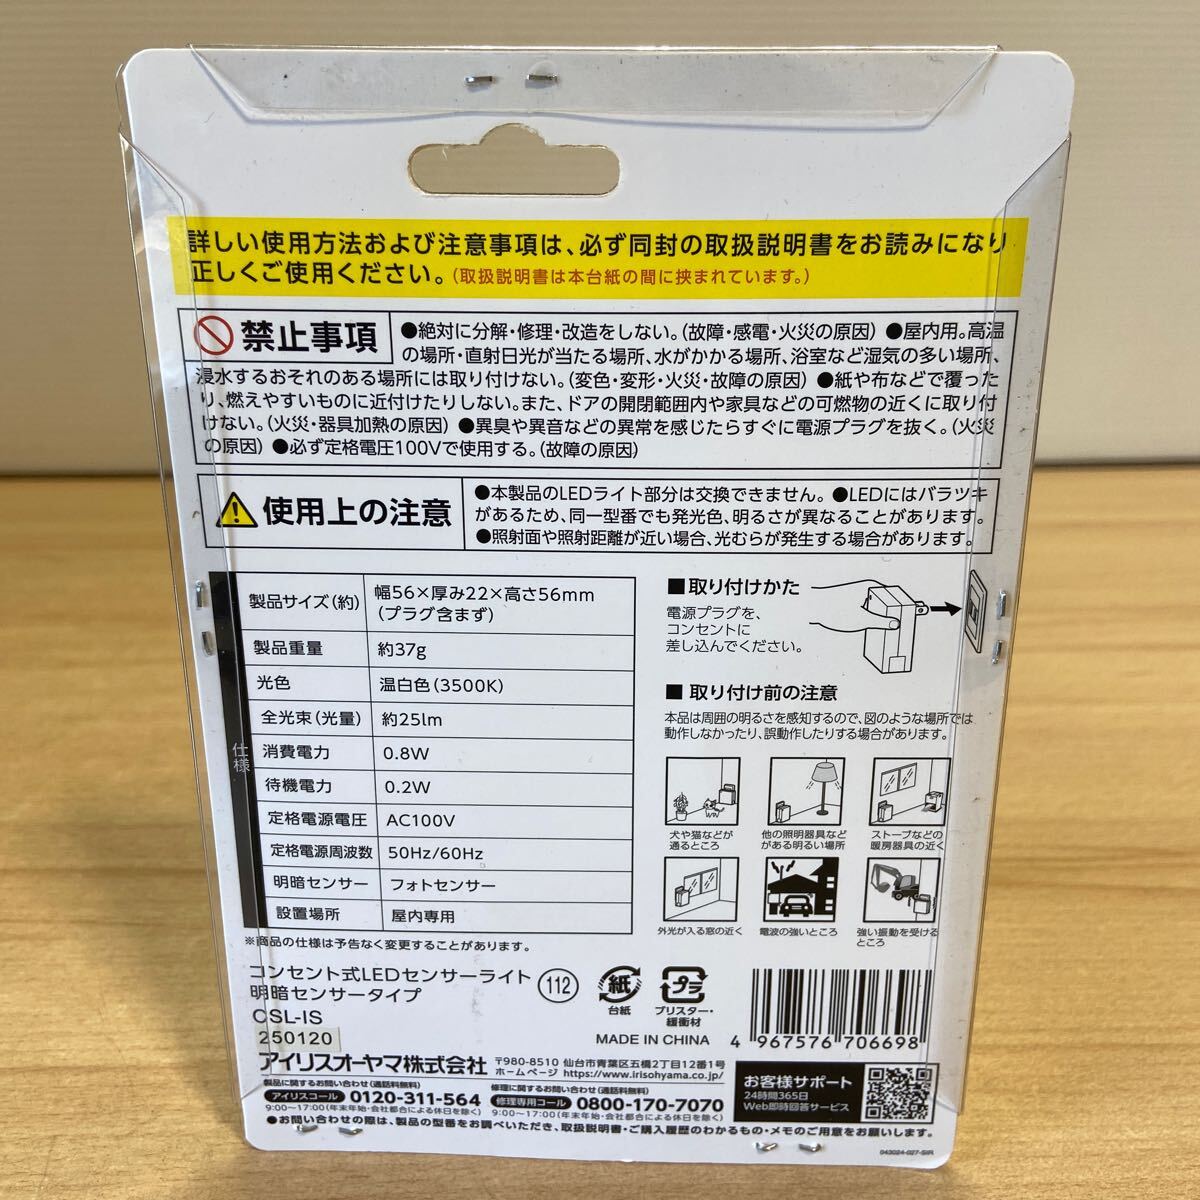 詳しい使用方法および注意事項は、必ず同封の取扱説明書をお読みになり
正しくご使用ください。(取扱説明書は本台紙の間に挟まれています。)
禁止事項
●絶対に分解・修理・改造をしない。(故障・感電・火災の原因) ●屋内用。高温
の場所・直射日光が当たる場所、水がかかる場所、浴室など湿気の多い場所、
浸水するおそれのある場所には取り付けない。(変色・変形・火災・故障の原因) ●紙や布などで覆った
り、燃えやすいものに近付けたりしない。また、ドアの開閉範囲内や家具などの可燃物の近くに取り付
けない。(火災・器具加熱の原因) ●異臭や異音などの異常を感じたらすぐに電源プラグを抜く。(火災
の原因) ●必ず定格電圧100Vで使用する。(故障の原因)
使用上の注意
●本製品のLEDライト部分は交換できません。●LEDにはバラツキ
があるため、同一型番でも発光色、明るさが異なることがあります。
●照射面や照射距離が近い場合、光むらが発生する場合があります。
仕様
製品サイズ(約) 幅56×厚み22×高さ56mm
(プラグ含まず)
製品重量 約37g
光色 温白色(3500K)
全光束(光量) 約25lm
消費電力 0.8W
待機電力 0.2W
定格電源電圧 AC100V
定格電源周波数 50Hz/60Hz
明暗センサー フォトセンサー
設置場所 屋内専用
※商品の仕様は予告なく変更することがあります。
■取り付けかた
電源プラグを、
コンセントに
差し込んでください。
■ 取り付け前の注意
本品は周囲の明るさを感知するので、図のような場所では
動作しなかったり、誤動作したりする場合があります。
犬や猫などが
通るところ
他の照明器具など
がある明るい場所
ストーブなどの
暖房器具の近く
外光が入る窓の近く
電波の強いところ
強い振動を受ける
ところ
コンセント式LEDセンサーライト
明暗センサータイプ
CSL-IS
250120
112
紙
台紙
プラ
ブリスター・
緩衝材
MADE IN CHINA
4 967576 706698
アイリスオーヤマ株式会社
〒980-8510 仙台市青葉区五橋2丁目12番1号
ホームページ https://www.irisohyama.co.jp/
製品に関するお問い合わせ(通話料無料)
アイリスコール 0120-311-564
9:00～17:00(年末年始・会社都合による休日を除く)
修理に関するお問い合わせ(通話料無料)
修理専用コール 0800-170-7070
9:00～17:00(年末年始・会社都合による休日を除く)
お客様サポート
24時間365日
Web即時回答サービス
●お問い合わせの際は、製品の型番をお調べいただき、取扱説明書・ご購入履歴のわかるもの・メモのご用意をお願いします。
043024-027-SIR